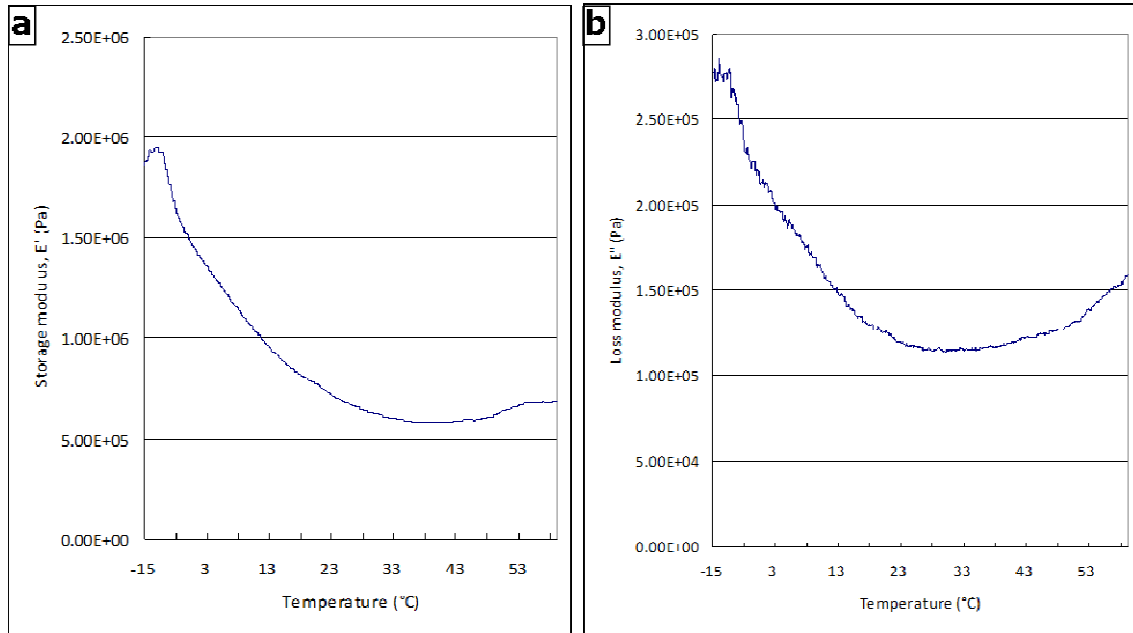 a
2.50E+06
2.00E+06
1.50E+06
1.00E+06
5.00E+05
0.00E+00
Storage modulus, E' (Pa)
-15 3 13 23 33 43 53
Temperature (°C)
b
3.00E+05
2.50E+05
2.00E+05
1.50E+05
1.00E+05
5.00E+04
0.00E+00
Loss modulus, E" (Pa)
-15 3 13 23 33 43 53
Temperature (°C)